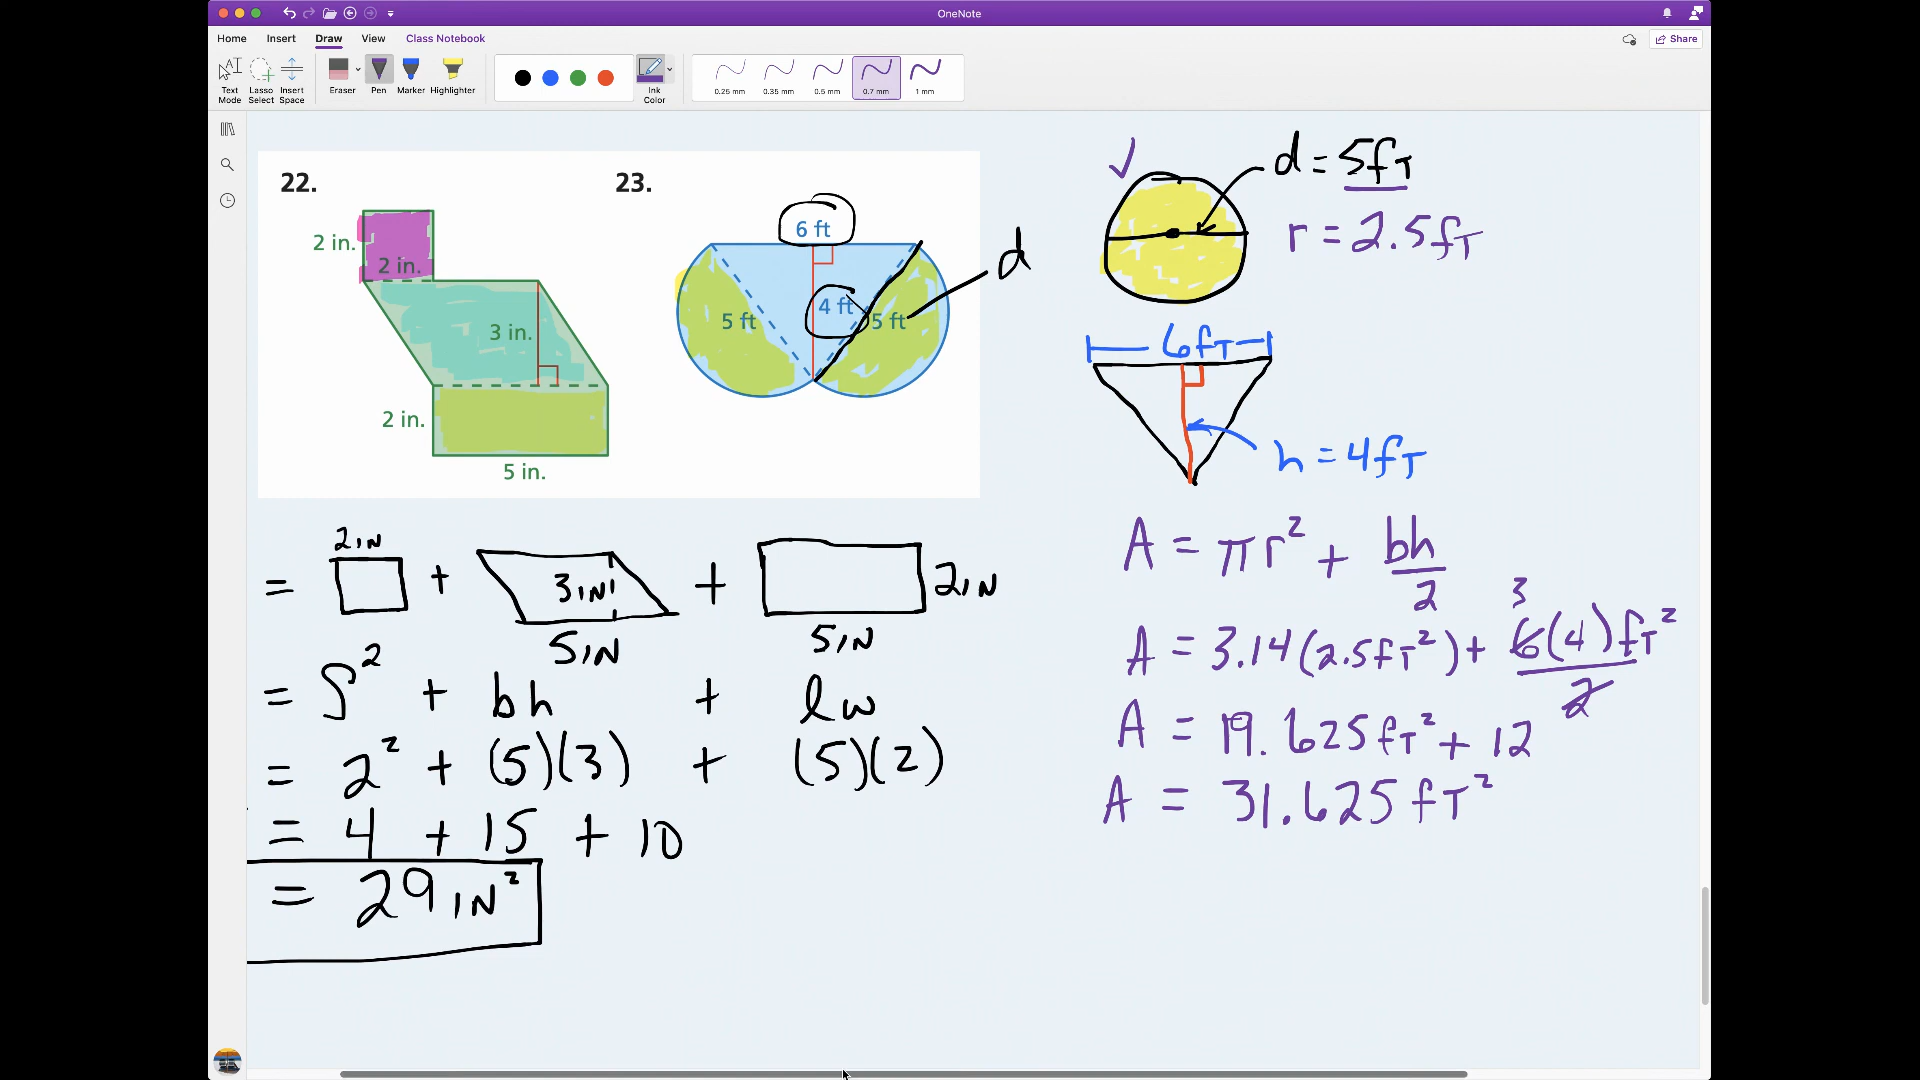 OneNote
Home Insert Draw View Class Notebook
Share
Text Mode
Lasso Select
Insert Space
Eraser
Pen
Marker
Highlighter
Ink Color
0.25 mm
0.35 mm
0.5 mm
0.7 mm
1 mm
22.
2 in.
2 in.
3 in.
2 in.
5 in.
23.
6 ft
4 ft
5 ft
5 ft
d
d = 5fT
r = 2.5fT
6fT
h = 4fT
2iN
3iN
5iN
2iN
5iN
= + +
= S² + bh + lw
= 2² + (5)(3) + (5)(2)
= 4 + 15 + 10
= 29 iN²
A = πr² + bh/2
3
A = 3.14(2.5fT²) + 6(4)fT²/2
A = 19.625fT² + 12
A = 31.625fT²